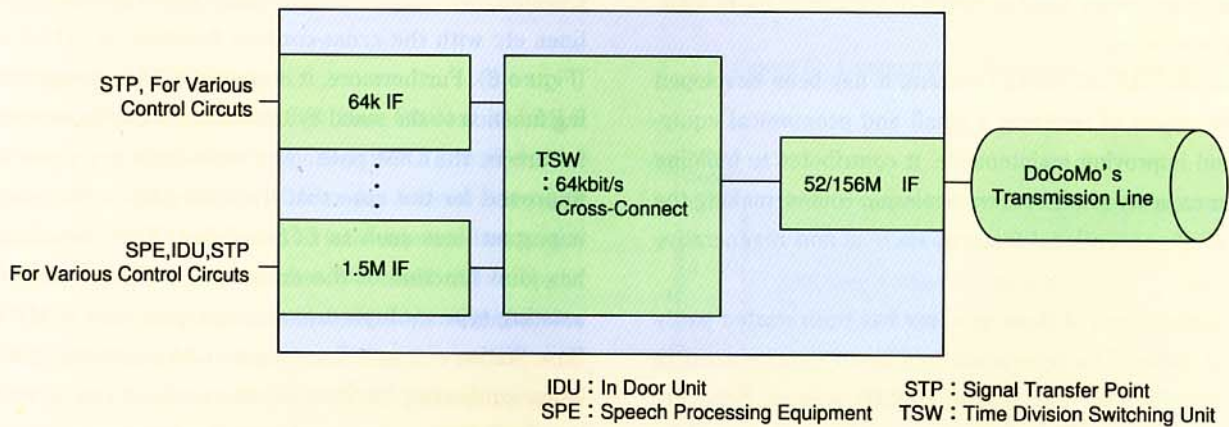 STP, For Various
Control Circuts
64k IF
SPE,IDU,STP
For Various Control Circuts
1.5M IF
TSW
: 64kbit/s
Cross-Connect
52/156M IF
DoCoMo's
Transmission Line
IDU : In Door Unit
SPE : Speech Processing Equipment
STP : Signal Transfer Point
TSW : Time Division Switching Unit